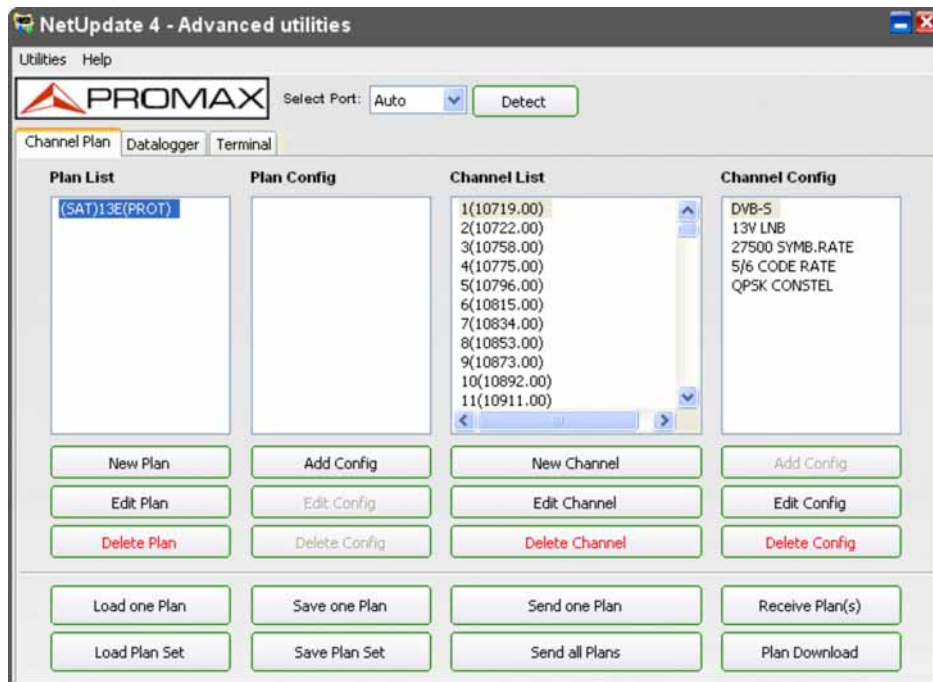 NetUpdate 4 - Advanced utilities
Utilities Help
PROMAX Select Port: Auto Detect
Channel Plan Datalogger Terminal
Plan List Plan Config Channel List Channel Config
(SAT)13E(PROT)
1(10719.00)
2(10722.00)
3(10758.00)
4(10775.00)
5(10796.00)
6(10815.00)
7(10834.00)
8(10853.00)
9(10873.00)
10(10892.00)
11(10911.00)
DVB-S
13V LNB
27500 SYMB.RATE
5/6 CODE RATE
QPSK CONSTEL
New Plan Add Config New Channel Add Config
Edit Plan Edit Config Edit Channel Edit Config
Delete Plan Delete Config Delete Channel Delete Config
Load one Plan Save one Plan Send one Plan Receive Plan(s)
Load Plan Set Save Plan Set Send all Plans Plan Download